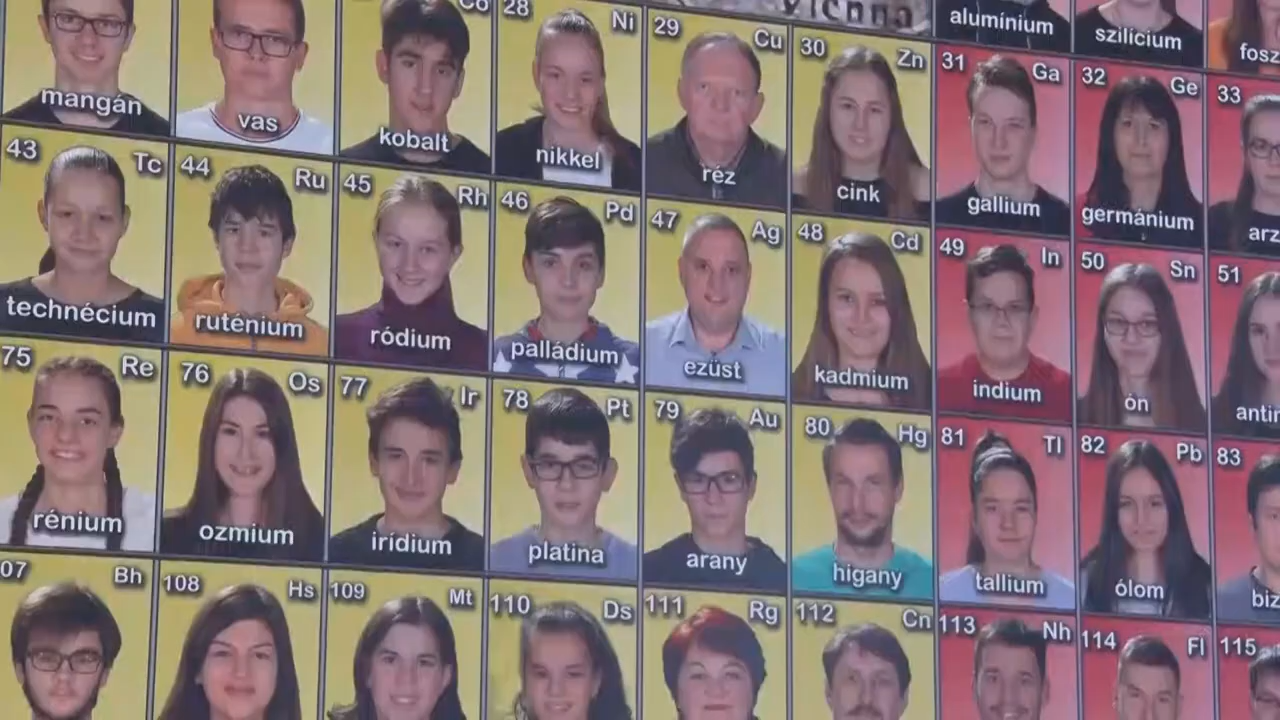 Vienna
alumínium
szilícium
mangán
vas
Co
kobalt
28 Ni
nikkel
29 Cu
réz
30 Zn
cink
31 Ga
gallium
32 Ge
germánium
33
43 Tc
technécium
44 Ru
ruténium
45 Rh
ródium
46 Pd
palládium
47 Ag
ezüst
48 Cd
kadmium
49 In
indium
50 Sn
ón
51
75 Re
rénium
76 Os
ozmium
77 Ir
irídium
78 Pt
platina
79 Au
arany
80 Hg
higany
81 Tl
tallium
82 Pb
ólom
83
07 Bh
108 Hs
109 Mt
110 Ds
111 Rg
112 Cn
113 Nh
114 Fl
115